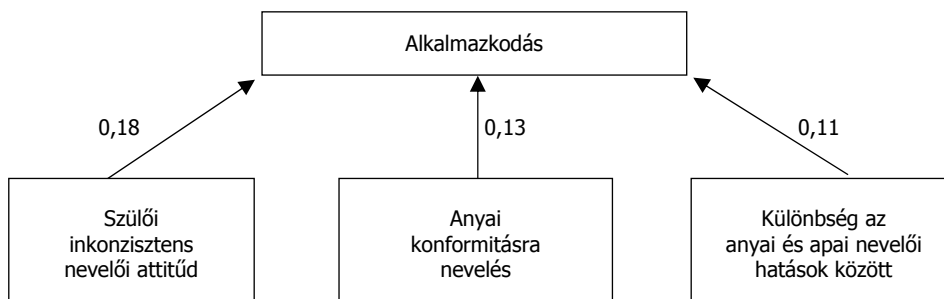 Alkalmazkodás
0,18
0,13
0,11
Szülői
inkonzisztens
nevelői attitűd
Anyai
konformitásra
nevelés
Különbség az
anyai és apai nevelői
hatások között